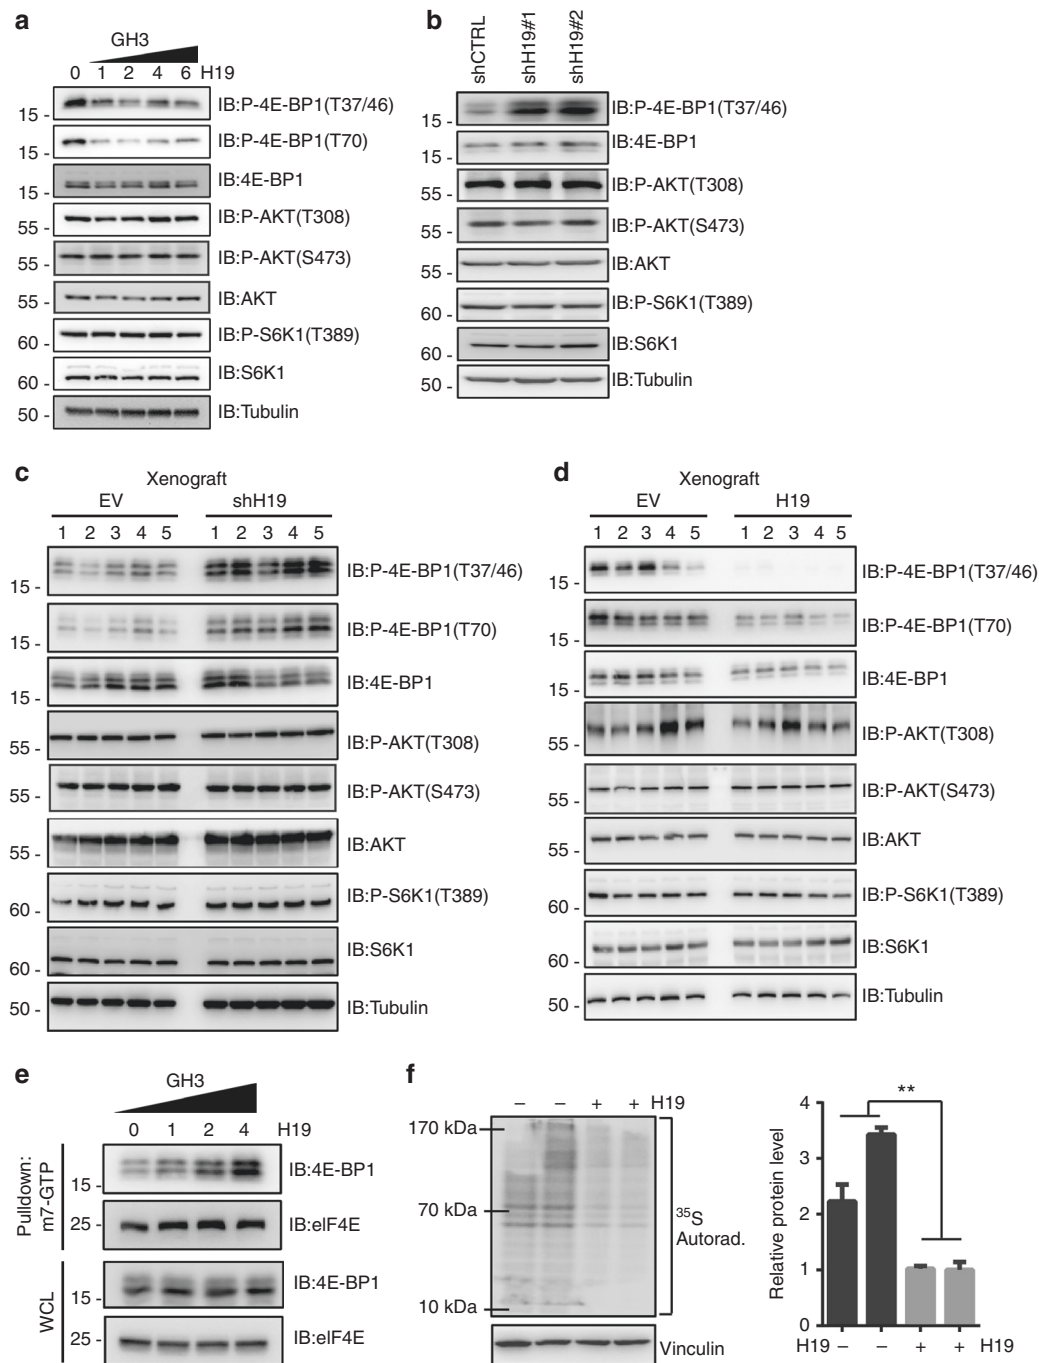 a
GH3
0 1 2 4 6 H19
15 - IB:P-4E-BP1(T37/46)
15 - IB:P-4E-BP1(T70)
15 - IB:4E-BP1
55 - IB:P-AKT(T308)
55 - IB:P-AKT(S473)
55 - IB:AKT
60 - IB:P-S6K1(T389)
60 - IB:S6K1
50 - IB:Tubulin
b
shCTRL shH19#1 shH19#2
15 - IB:P-4E-BP1(T37/46)
15 - IB:4E-BP1
55 - IB:P-AKT(T308)
55 - IB:P-AKT(S473)
55 - IB:AKT
60 - IB:P-S6K1(T389)
60 - IB:S6K1
50 - IB:Tubulin
c
Xenograft
EV shH19
1 2 3 4 5 1 2 3 4 5
15 - IB:P-4E-BP1(T37/46)
15 - IB:P-4E-BP1(T70)
15 - IB:4E-BP1
55 - IB:P-AKT(T308)
55 - IB:P-AKT(S473)
55 - IB:AKT
60 - IB:P-S6K1(T389)
60 - IB:S6K1
50 - IB:Tubulin
d
Xenograft
EV H19
1 2 3 4 5 1 2 3 4 5
15 - IB:P-4E-BP1(T37/46)
15 - IB:P-4E-BP1(T70)
15 - IB:4E-BP1
55 - IB:P-AKT(T308)
55 - IB:P-AKT(S473)
55 - IB:AKT
60 - IB:P-S6K1(T389)
60 - IB:S6K1
50 - IB:Tubulin
e
GH3
0 1 2 4 H19
Pulldown:
m7-GTP
15 - IB:4E-BP1
25 - IB:eIF4E
WCL
15 - IB:4E-BP1
25 - IB:eIF4E
f
– – + + H19
170 kDa
70 kDa
10 kDa
35S
Autorad.
Vinculin
Relative protein level
4
3
2
1
0
**
H19 – – + + H19